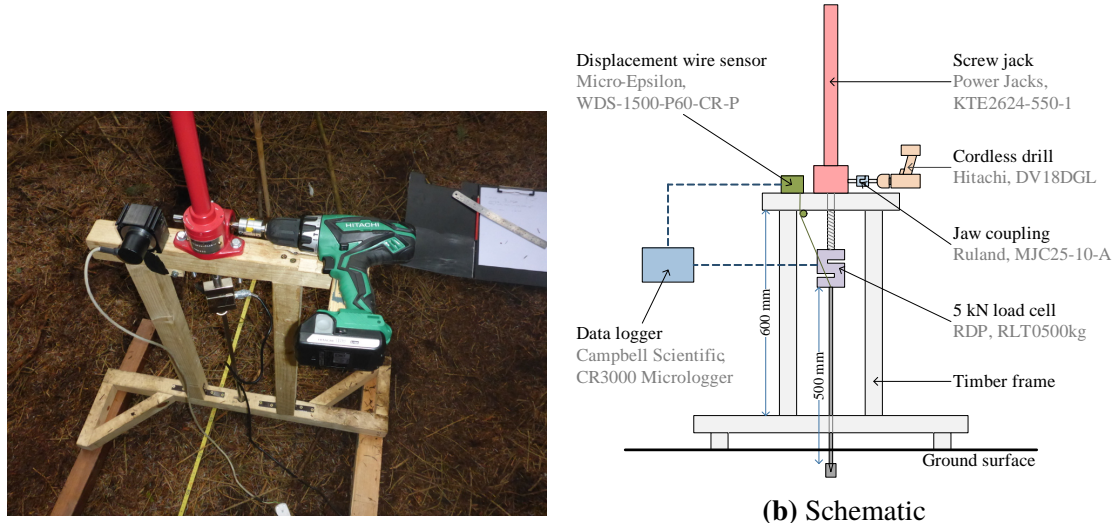 Displacement wire sensor
Micro-Epsilon,
WDS-1500-P60-CR-P
Screw jack
Power Jacks,
KTE2624-550-1
Cordless drill
Hitachi, DV18DGL
Jaw coupling
Ruland, MJC25-10-A
5 kN load cell
RDP, RLT0500kg
Timber frame
Data logger
Campbell Scientific,
CR3000 Micrologger
600 mm
500 mm
Ground surface
(b) Schematic
HITACHI